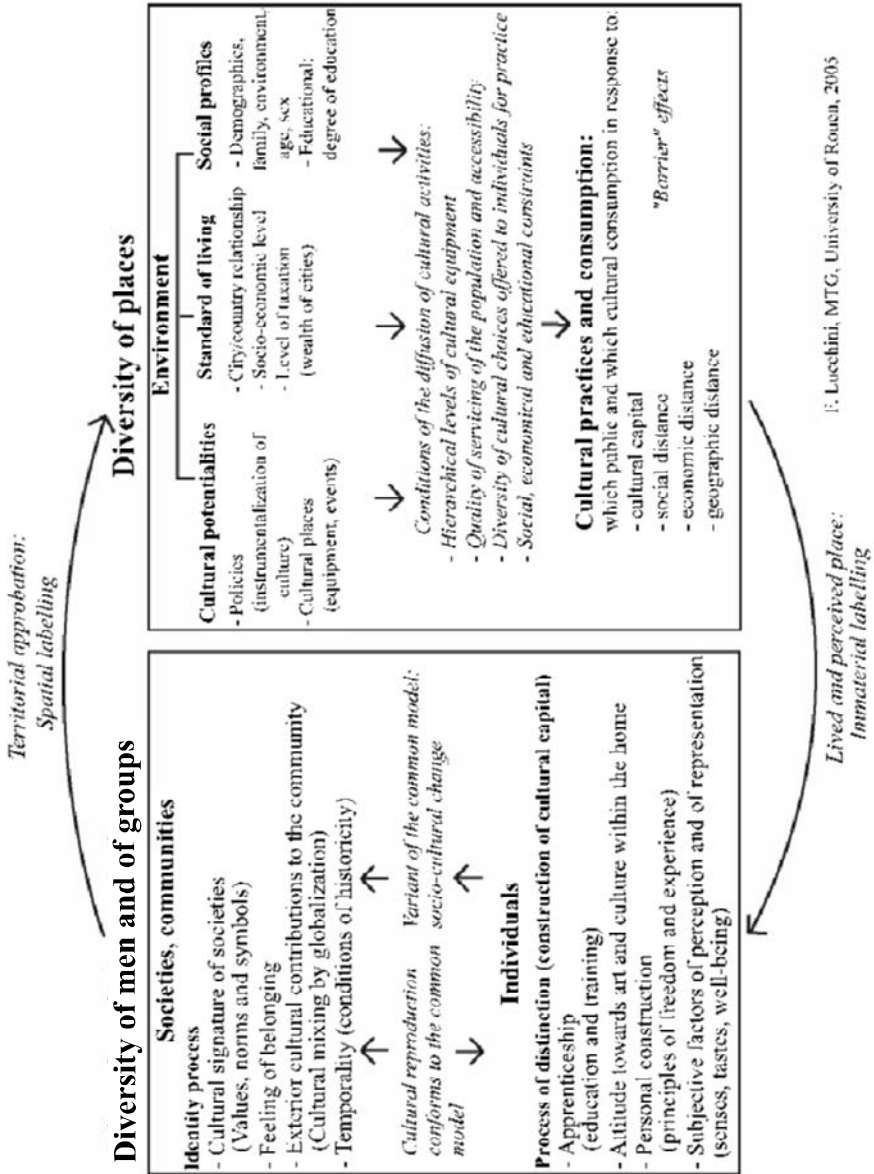 Territorial approbation:
Spatial labelling
Diversity of men and of groups
Societies, communities
Identity process
- Cultural signature of societies
(Values, norms and symbols)
- Feeling of belonging
- Exterior cultural contributions to the community
(Cultural mixing by globalization)
- Temporality (conditions of historicity)
Cultural reproduction
conforms to the common
model
Variant of the common model:
socio-cultural change
Individuals
Process of distinction (construction of cultural capital)
- Apprenticeship
(education and training)
- Attitude towards art and culture within the home
- Personal construction
(principles of freedom and experience)
- Subjective factors of perception and of representation
(senses, tastes, well-being)
Diversity of places
Environment
Cultural potentialities
- Policies
(instrumentalization of
culture)
- Cultural places
(equipment, events)
Standard of living
- City/country relationship
- Socio-economic level
- Level of taxation
(wealth of cities)
Social profiles
- Demographics,
family, environment,
age, sex
- Educational:
degree of education
Conditions of the diffusion of cultural activities:
- Hierarchical levels of cultural equipment
- Quality of servicing of the population and accessibility
- Diversity of cultural choices offered to individuals for practice
- Social, economical and educational constraints
Cultural practices and consumption:
which public and which cultural consumption in response to:
- cultural capital
- social distance
- economic distance
- geographic distance
"Barrier" effects
Lived and perceived place:
Immaterial labelling
F. Lucchini, MTG, University of Rouen, 2005